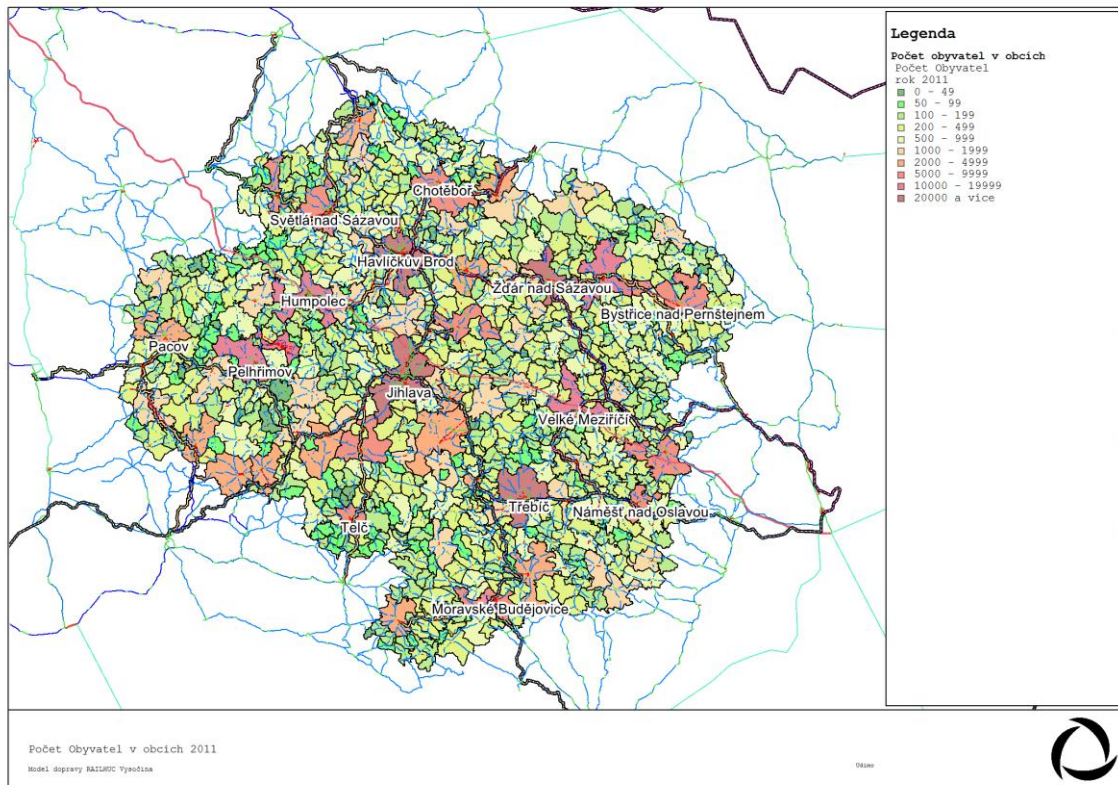 Legenda
Počet obyvatel v obcích
Počet Obyvatel
rok 2011
0 - 49
50 - 99
100 - 199
200 - 499
500 - 999
1000 - 1999
2000 - 4999
5000 - 9999
10000 - 19999
20000 a více
Chotěboř
Světlá nad Sázavou
Havlíčkův Brod
Žďár nad Sázavou
Humpolec
Bystřice nad Pernštejnem
Pacov
Pelhřimov
Jihlava
Velké Meziříčí
Třebíč
Náměšť nad Oslavou
Telč
Moravské Budějovice
Počet Obyvatel v obcích 2011
Model dopravy RAILHUC Vysočina
Udimo